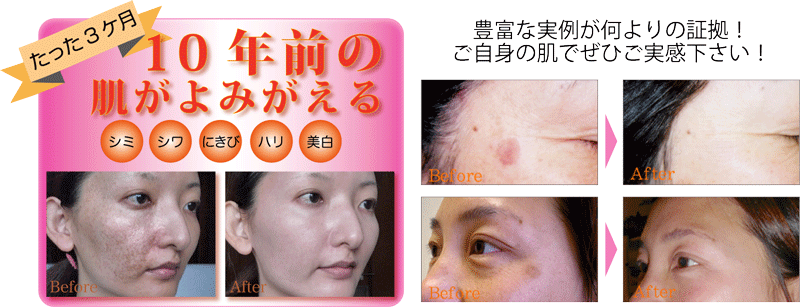 たった3ケ月
10年前の
肌がよみがえる
シミ シワ にきび ハリ 美白
Before After
豊富な実例が何よりの証拠！
ご自身の肌でぜひご実感下さい！
Before After
Before After